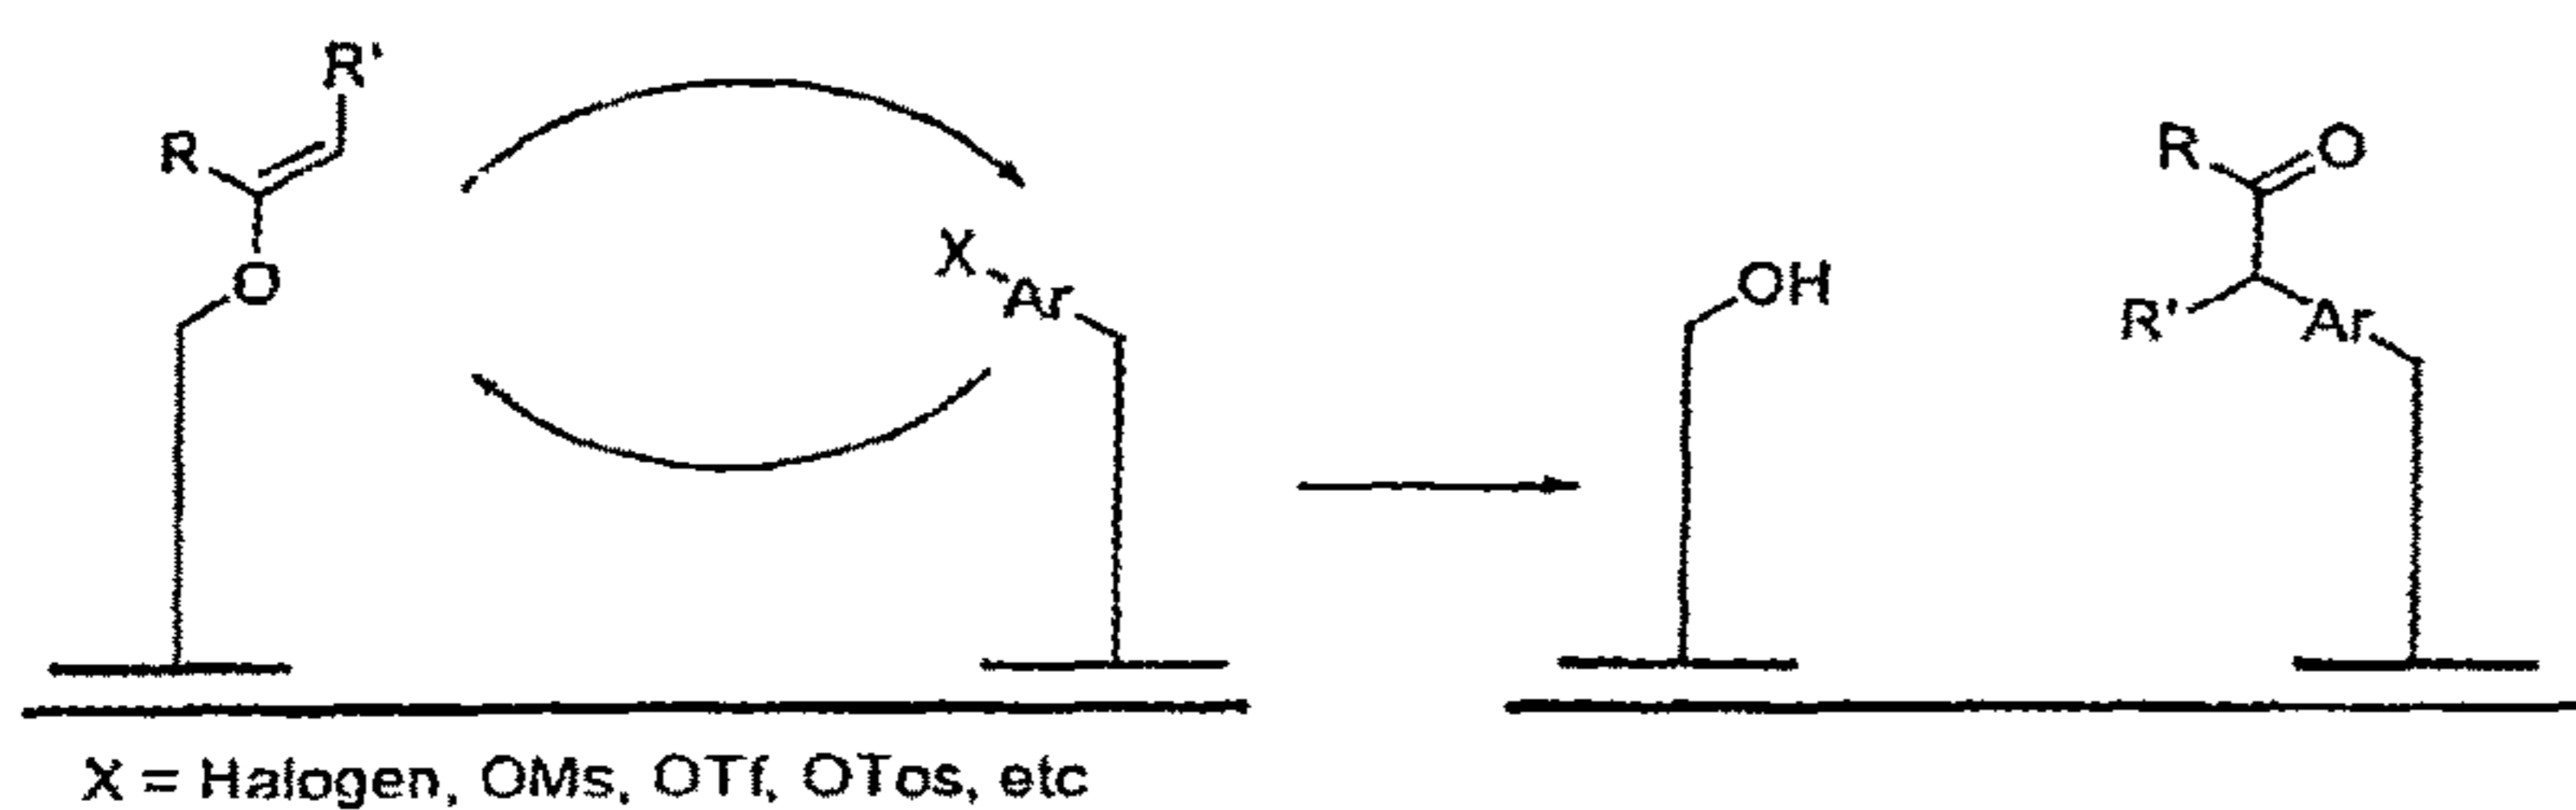 R'
R
O
X
Ar
OH
R
O
R'
Ar
X = Halogen, OMs, OTf, OTos, etc